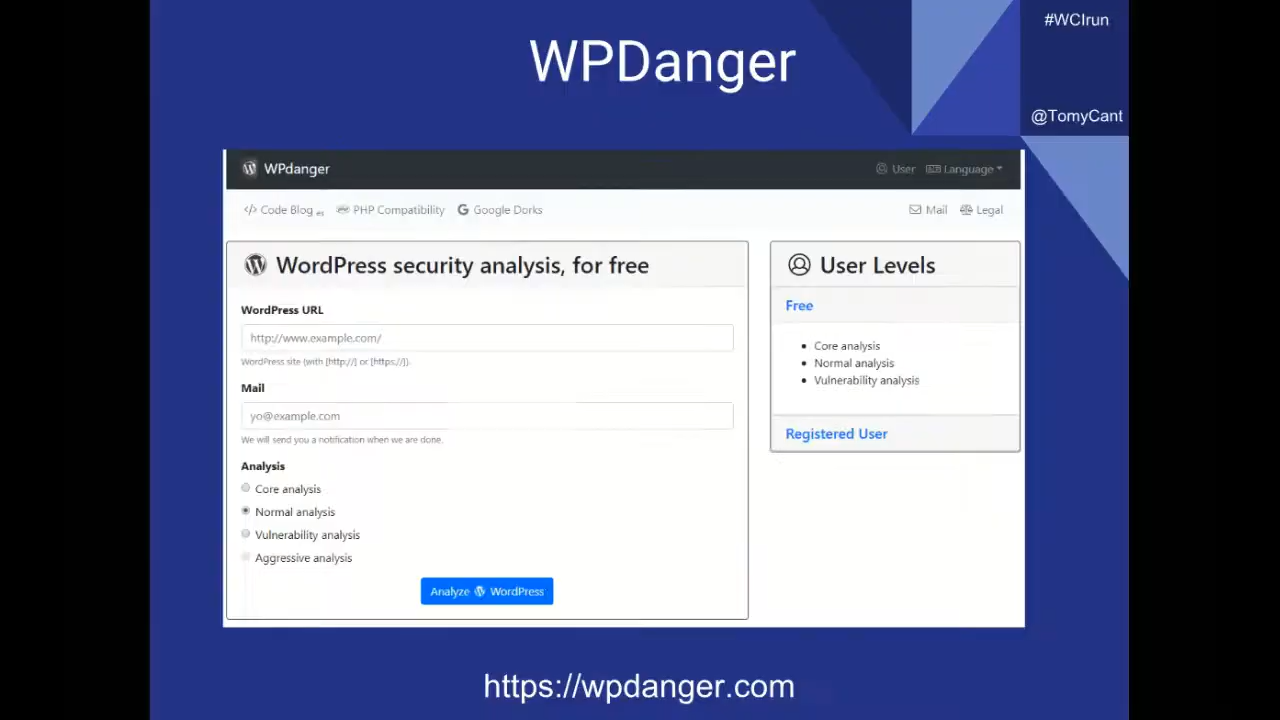 #WCIrun
WPDanger
@TomyCant
WPdanger
User Language
Code Blog es PHP Compatibility Google Dorks
Mail Legal
WordPress security analysis, for free
WordPress URL
http://www.example.com/
WordPress site (with [http://] or [https://]).
Mail
yo@example.com
We will send you a notification when we are done.
Analysis
Core analysis
Normal analysis
Vulnerability analysis
Aggressive analysis
Analyze WordPress
User Levels
Free
Core analysis
Normal analysis
Vulnerability analysis
Registered User
https://wpdanger.com